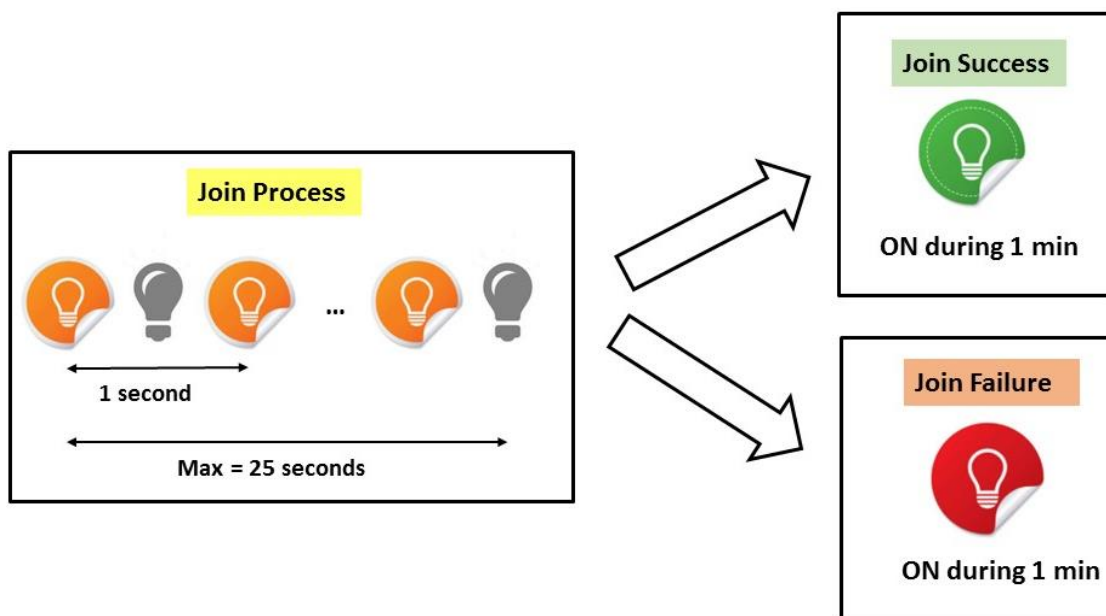 Join Process
...
1 second
Max = 25 seconds
Join Success
ON during 1 min
Join Failure
ON during 1 min